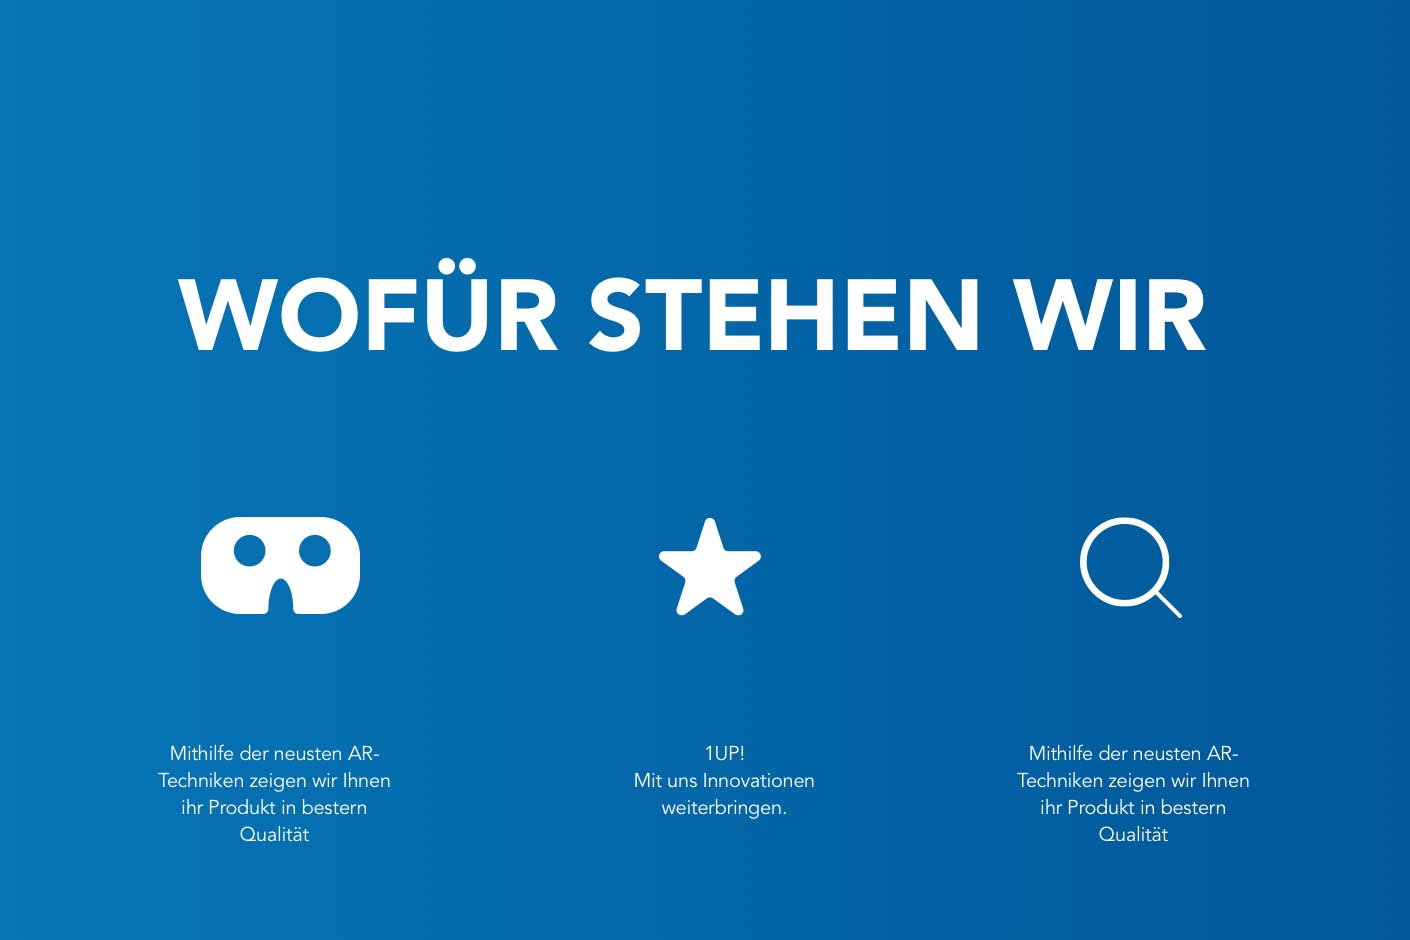 WOFÜR STEHEN WIR
Mithilfe der neusten AR-
Techniken zeigen wir Ihnen
ihr Produkt in bestern
Qualität
1UP!
Mit uns Innovationen
weiterbringen.
Mithilfe der neusten AR-
Techniken zeigen wir Ihnen
ihr Produkt in bestern
Qualität